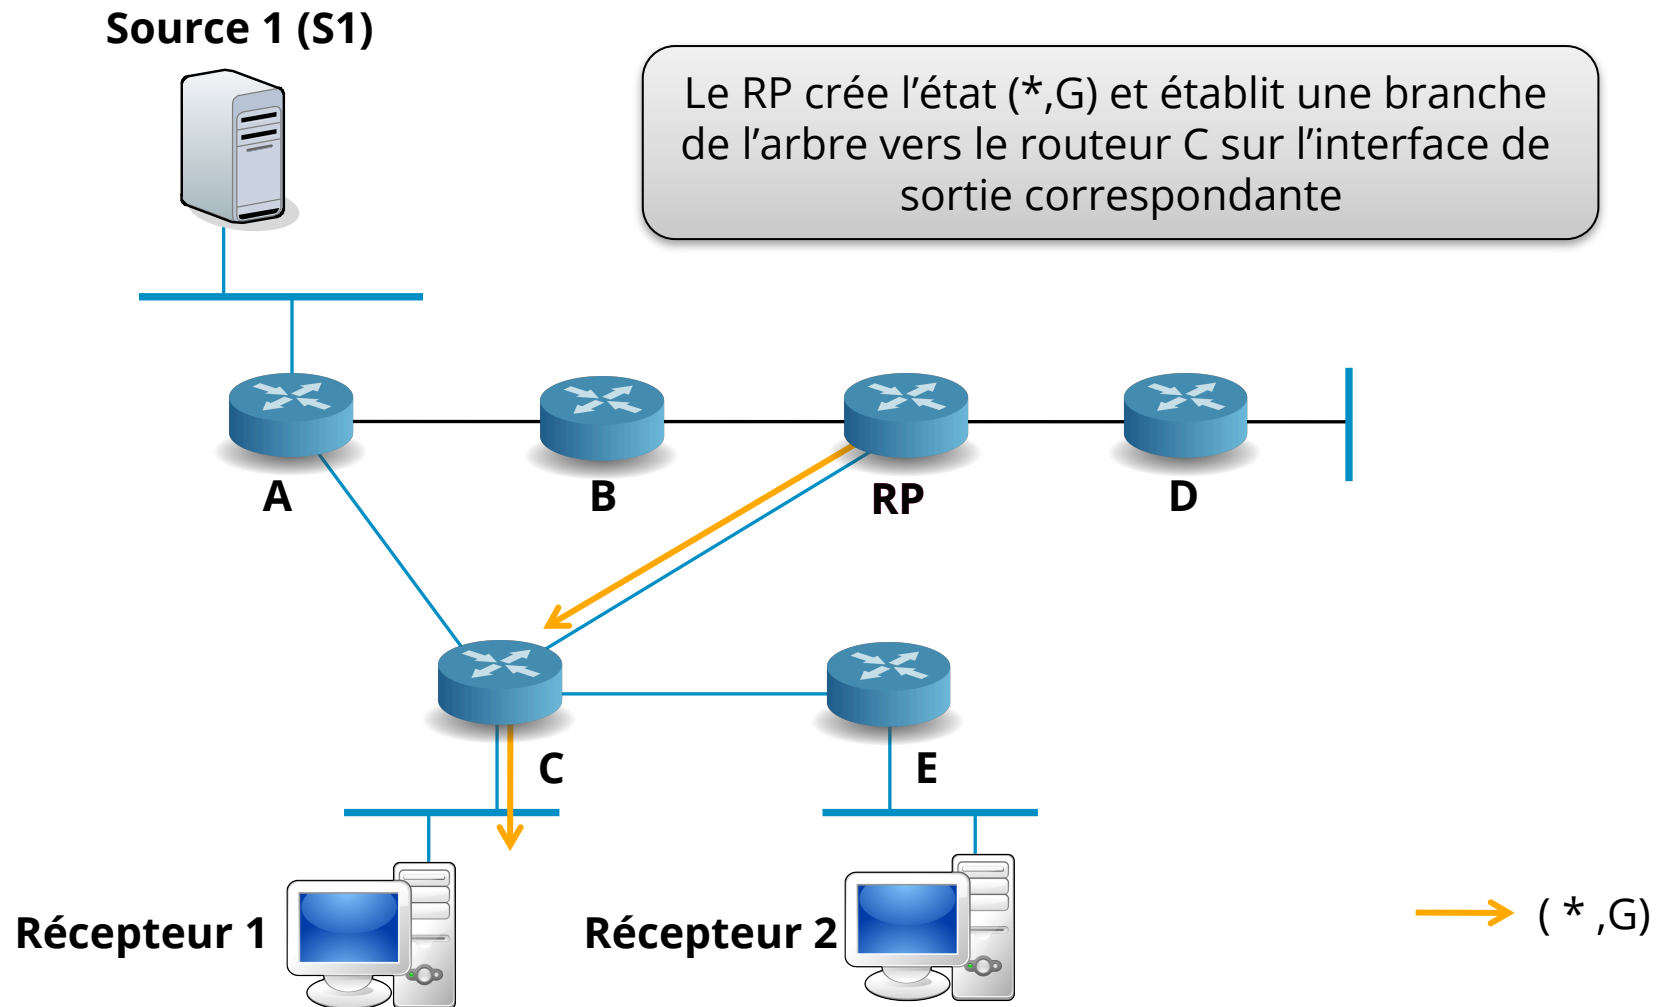 Source 1 (S1)
Le RP crée l’état (*,G) et établit une branche
de l’arbre vers le routeur C sur l’interface de
sortie correspondante
A
B
RP
D
C
E
Récepteur 1
Récepteur 2
( * ,G)